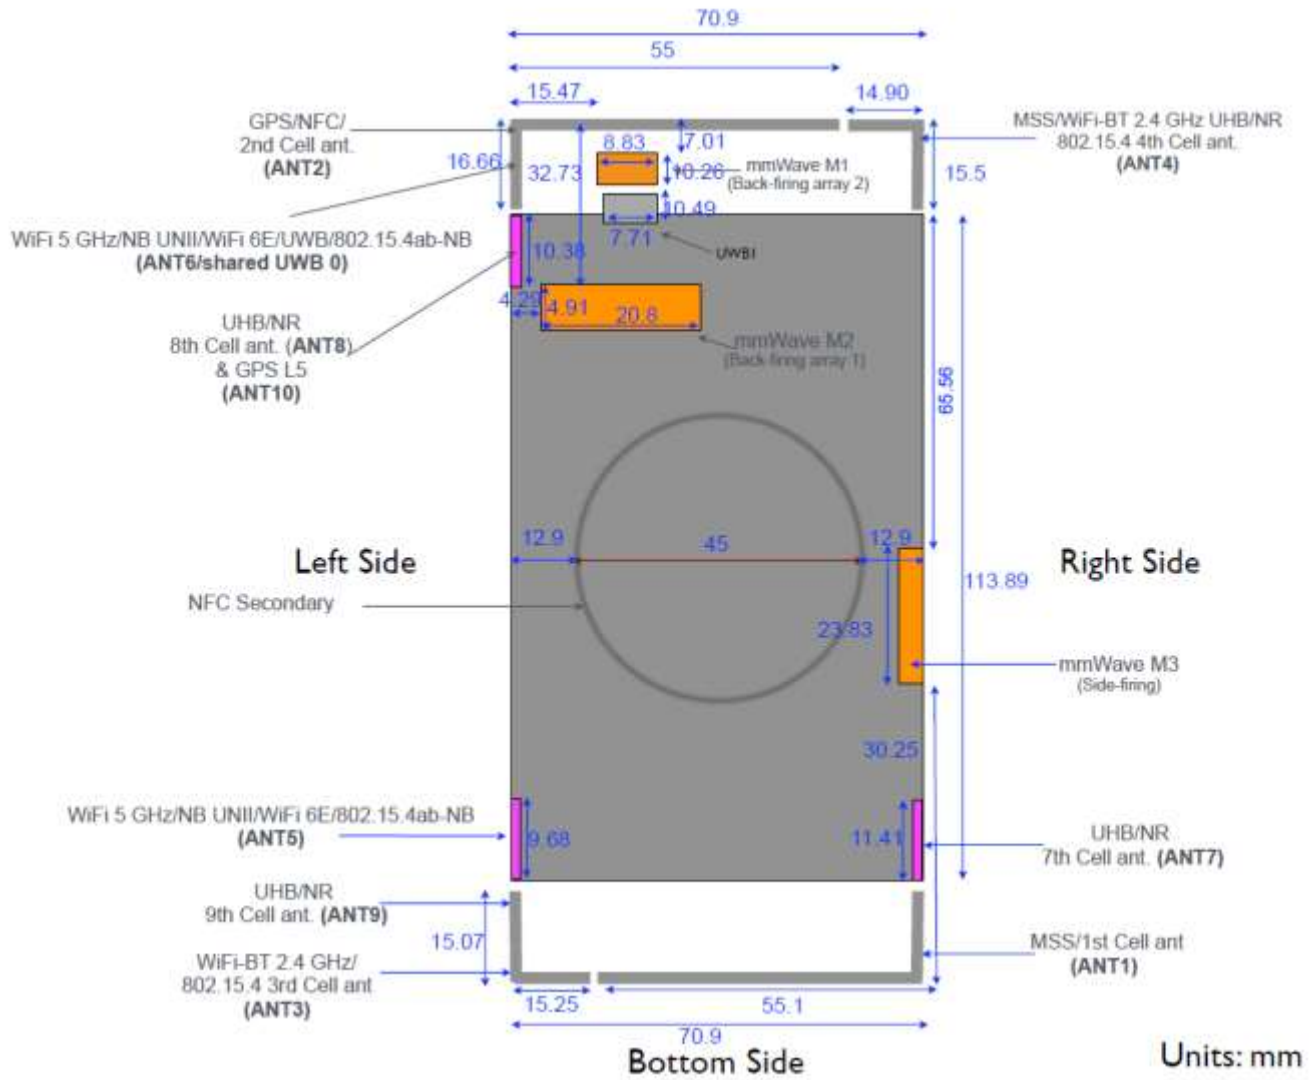 70.9
55
15.47
14.90
GPS/NFC/
2nd Cell ant.
(ANT2)
MSS/WiFi-BT 2.4 GHz UHB/NR
802.15.4 4th Cell ant.
(ANT4)
16.66
32.73
8.83
7.01
10.26
mmWave M1
(Back-firing array 2)
15.5
10.49
7.71
UWB1
WiFi 5 GHz/NB UNII/WiFi 6E/UWB/802.15.4ab-NB
(ANT6/shared UWB 0)
10.38
4.29
4.91
20.8
mmWave M2
(Back-firing array 1)
UHB/NR
8th Cell ant. (ANT8)
& GPS L5
(ANT10)
65.56
Left Side
12.9
45
12.9
Right Side
113.89
NFC Secondary
23.83
mmWave M3
(Side-firing)
30.25
WiFi 5 GHz/NB UNII/WiFi 6E/802.15.4ab-NB
(ANT5)
9.68
11.41
UHB/NR
7th Cell ant. (ANT7)
UHB/NR
9th Cell ant. (ANT9)
15.07
MSS/1st Cell ant
(ANT1)
WiFi-BT 2.4 GHz/
802.15.4 3rd Cell ant
(ANT3)
15.25
55.1
70.9
Bottom Side
Units: mm